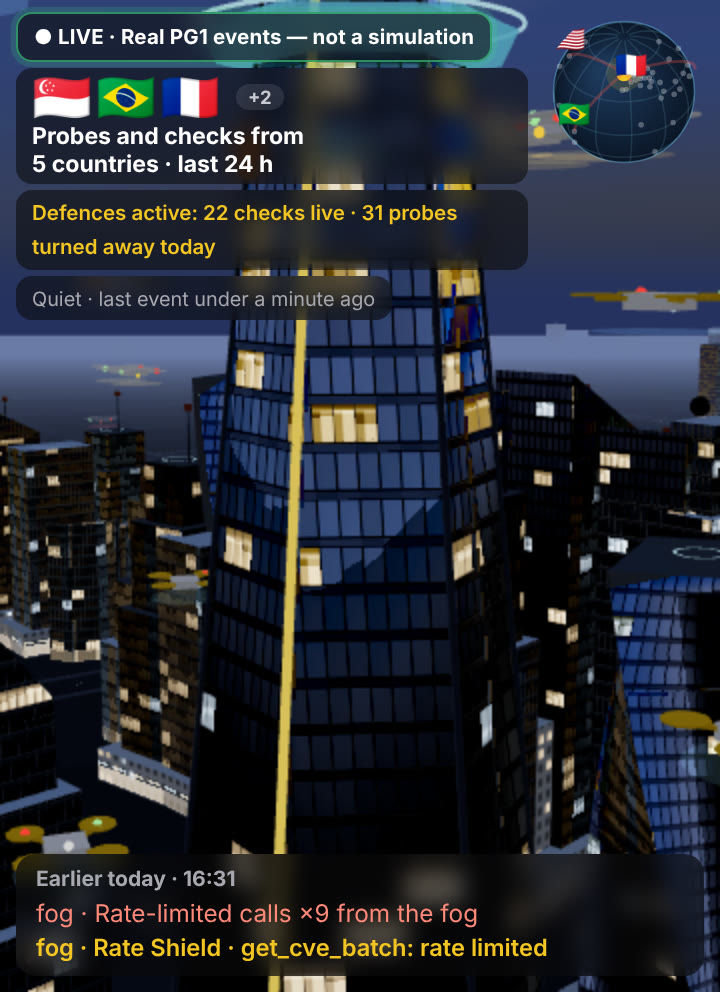 LIVE · Real PG1 events — not a simulation
+2
Probes and checks from
5 countries · last 24 h
Defences active: 22 checks live · 31 probes
turned away today
Quiet · last event under a minute ago
Earlier today · 16:31
fog · Rate-limited calls ×9 from the fog
fog · Rate Shield · get_cve_batch: rate limited